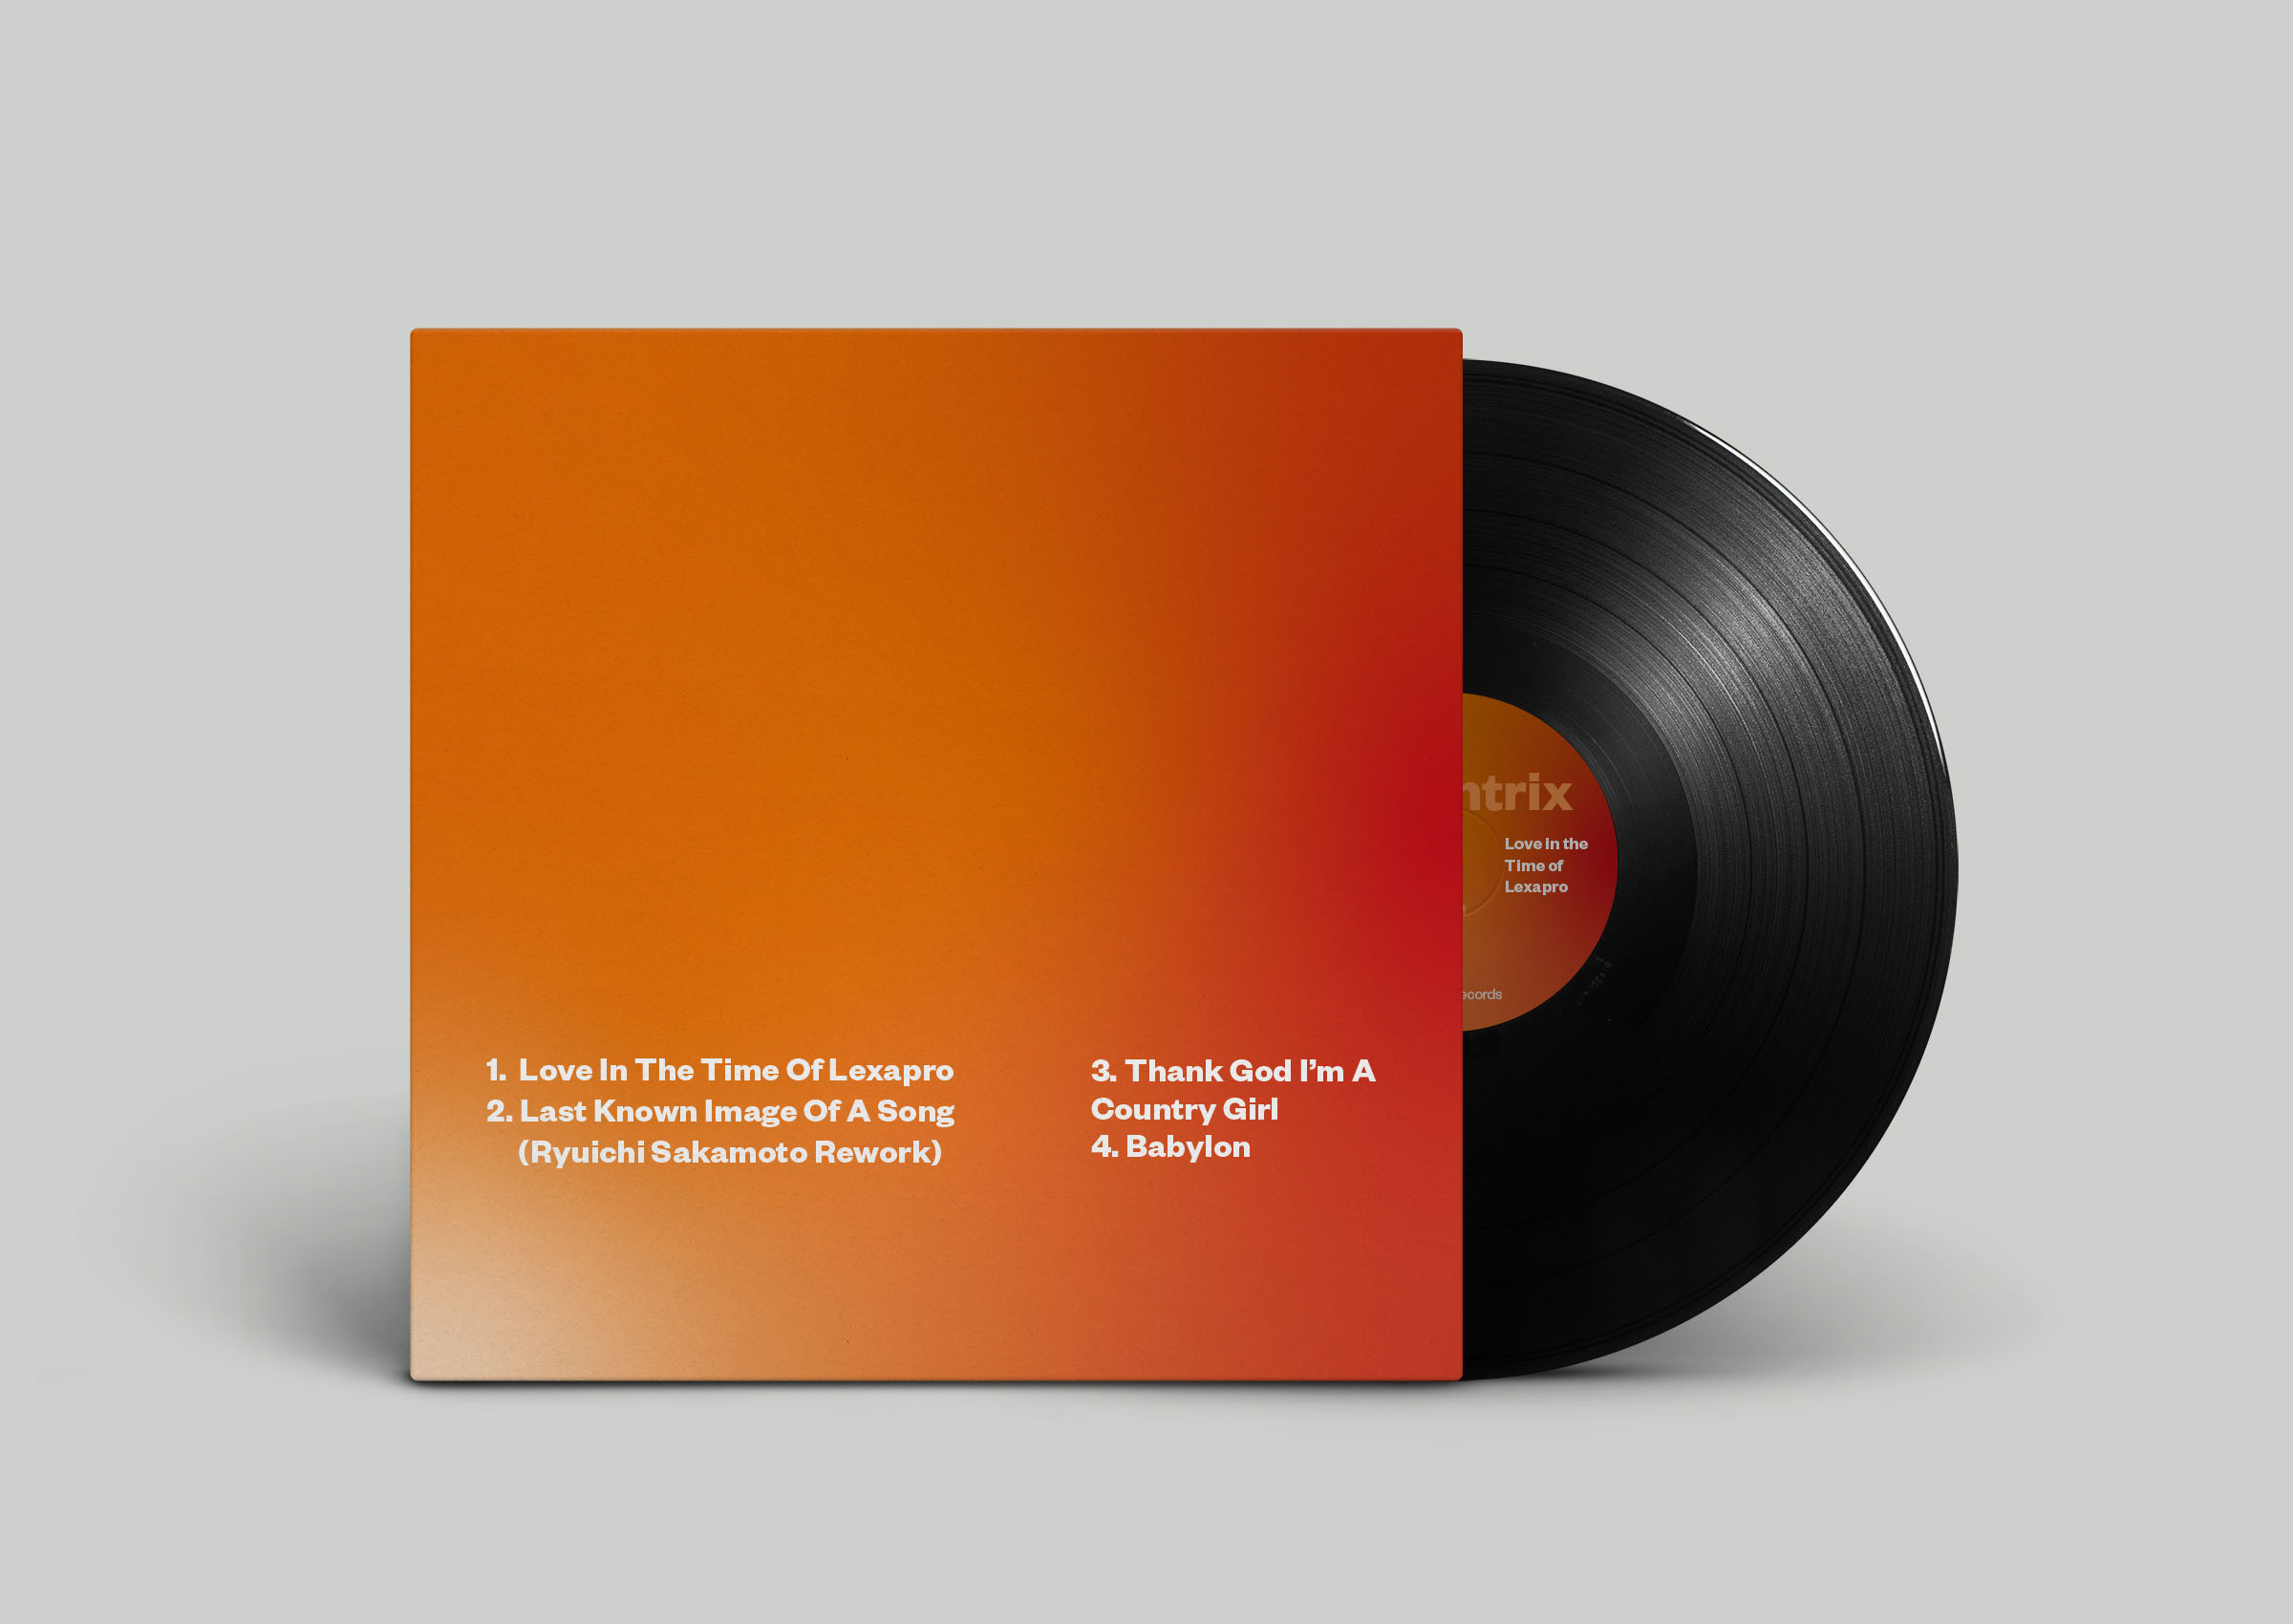 1. Love In The Time Of Lexapro
2. Last Known Image Of A Song
(Ryuichi Sakamoto Rework)
3. Thank God I’m A
Country Girl
4. Babylon
ntrix
Love in the
Time of
Lexapro
ecords